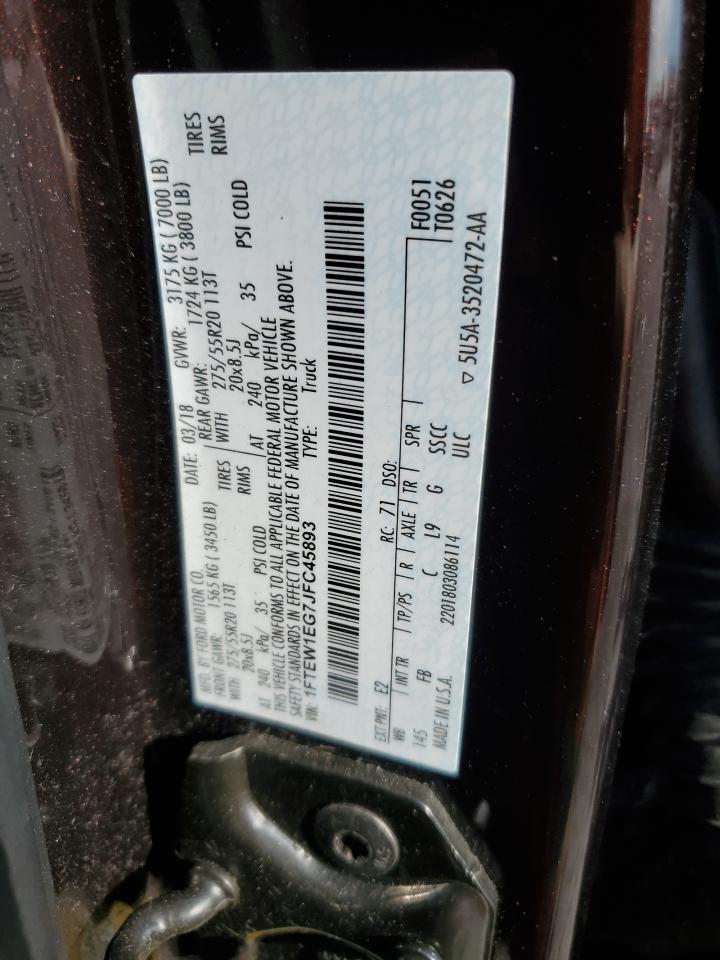 MFD. BY FORD MOTOR CO. DATE: 03/18 GVWR: 3175 KG ( 7000 LB)
FRONT GAWR: 1565 KG ( 3450 LB) REAR GAWR: 1724 KG ( 3800 LB)
WITH 275/55R20 113T TIRES WITH 275/55R20 113T TIRES
20x8.5J RIMS 20x8.5J RIMS
AT 240 kPa/ 35 PSI COLD AT 240 kPa/ 35 PSI COLD
THIS VEHICLE CONFORMS TO ALL APPLICABLE FEDERAL MOTOR VEHICLE
SAFETY STANDARDS IN EFFECT ON THE DATE OF MANUFACTURE SHOWN ABOVE.
VIN: 1FTEW1EG7JFC45893 TYPE: Truck
EXT PNT: E2 RC: 71 DSO: F0051
WB INT TR TP/PS R AXLE TR SPR T0626
145 FB C L9 G SSCC
MADE IN U.S.A. 2201803086114 ULC ▽ 5U5A-3520472-AA